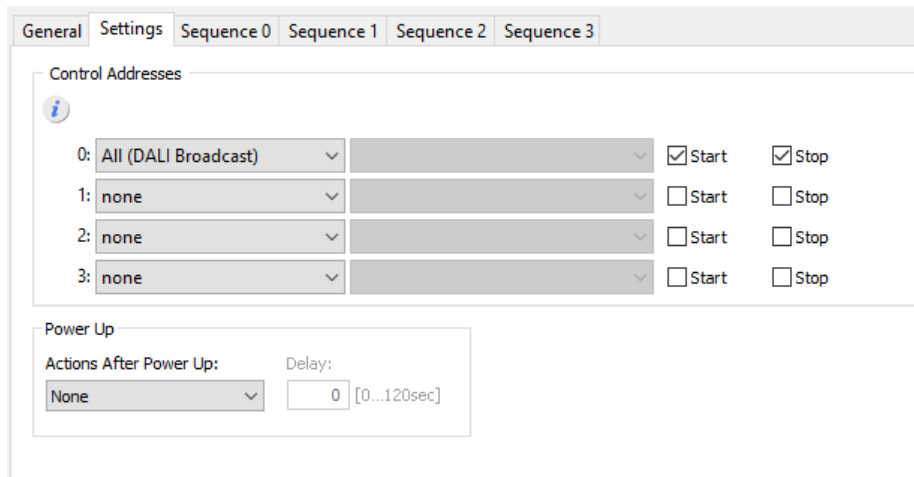 General Settings Sequence 0 Sequence 1 Sequence 2 Sequence 3
Control Addresses
i
0: All (DALI Broadcast) Start Stop
1: none Start Stop
2: none Start Stop
3: none Start Stop
Power Up
Actions After Power Up: Delay:
None 0 [0...120sec]